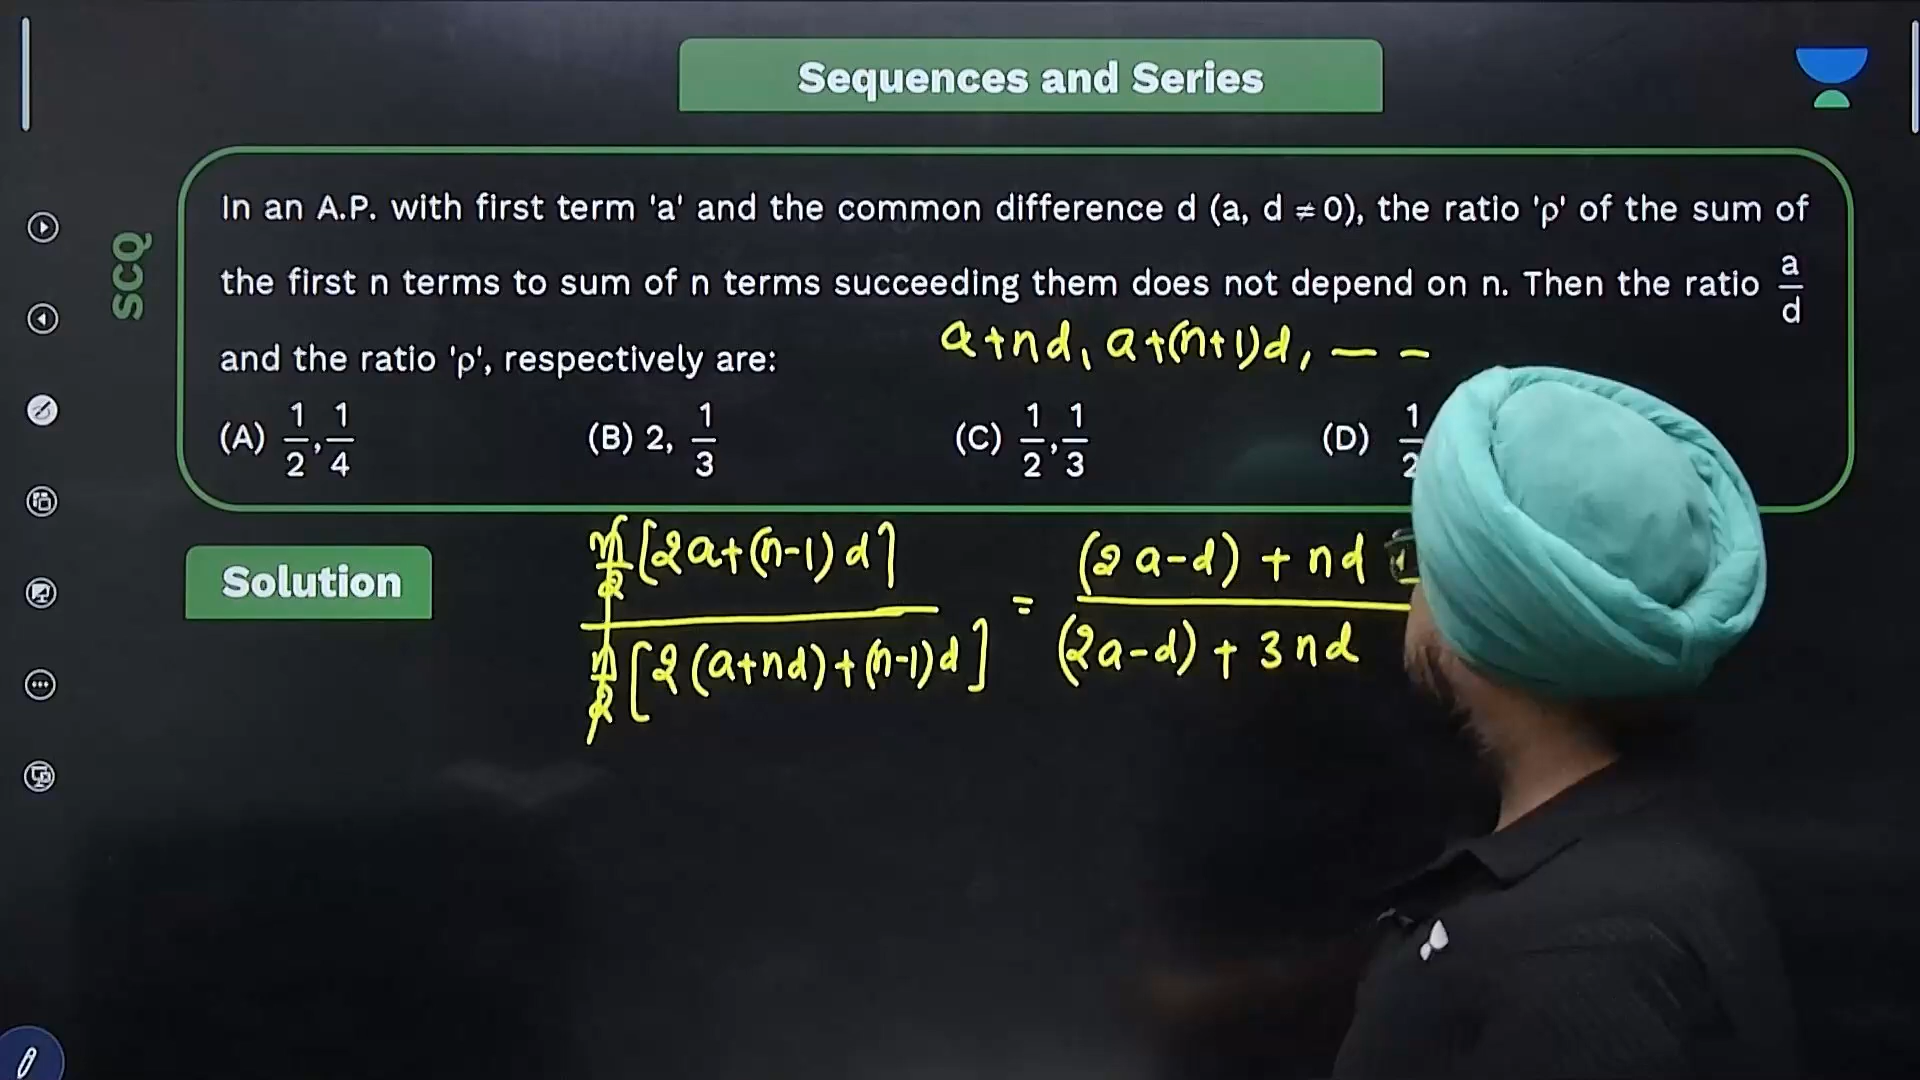 Sequences and Series
SCQ
In an A.P. with first term 'a' and the common difference d (a, d ≠ 0), the ratio 'ρ' of the sum of
the first n terms to sum of n terms succeeding them does not depend on n. Then the ratio a/d
and the ratio 'ρ', respectively are:
a+nd, a+(n+1)d, — –
(A) 1/2, 1/4 (B) 2, 1/3 (C) 1/2, 1/3 (D) 1/2
Solution
n/2 [2a+(n-1)d] / n/2 [2(a+nd)+(n-1)d] = (2a-d) + nd / (2a-d) + 3nd